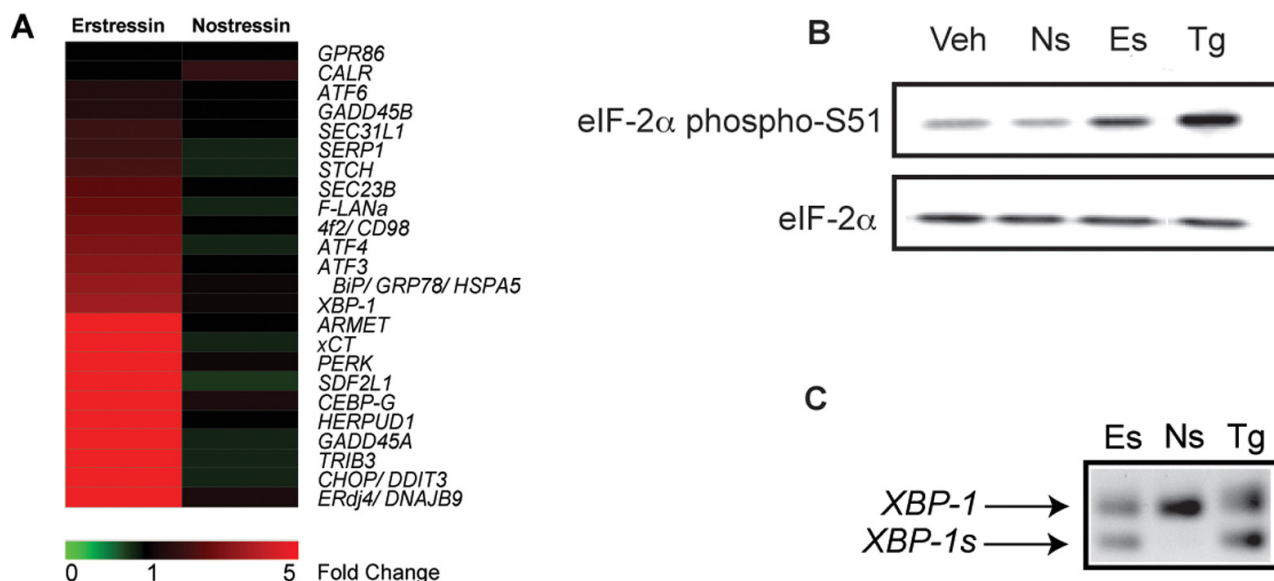 A
Erstressin Nostressin
GPR86
CALR
ATF6
GADD45B
SEC31L1
SERP1
STCH
SEC23B
F-LANa
4f2/ CD98
ATF4
ATF3
BiP/ GRP78/ HSPA5
XBP-1
ARMET
xCT
PERK
SDF2L1
CEBP-G
HERPUD1
GADD45A
TRIB3
CHOP/ DDIT3
ERdj4/ DNAJB9
0 1 5 Fold Change
B
Veh Ns Es Tg
eIF-2α phospho-S51
eIF-2α
C
Es Ns Tg
XBP-1
XBP-1s